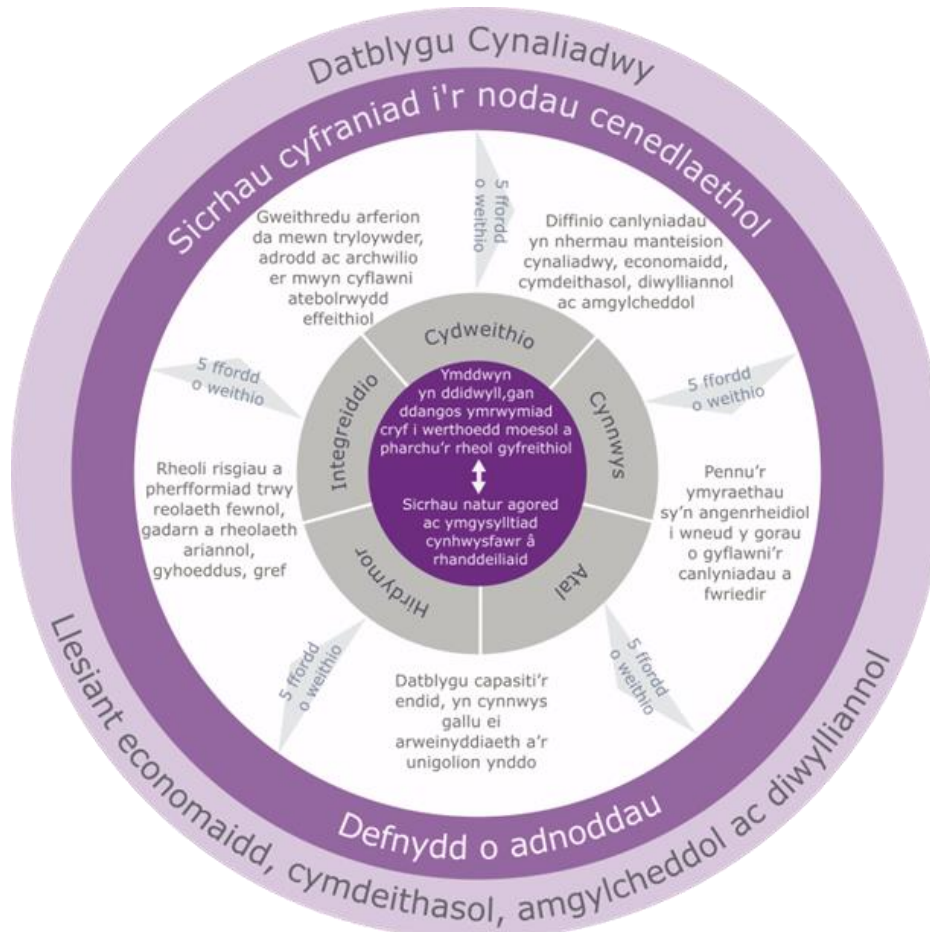 Datblygu Cynaliadwy
Sicrhau cyfraniad i'r nodau cenedlaethol
5 ffordd
o weithio
Gweithredu arferion
da mewn tryloywder,
adrodd ac archwilio
er mwyn cyflawni
atebolrwydd
effeithiol
Diffinio canlyniadau
yn nhermau manteision
cynaliadwy, economaidd,
cymdeithasol, diwylliannol
ac amgylcheddol
5 ffordd
o weithio
5 ffordd
o weithio
Cydweithio
Cynnwys
Atal
Hirdymor
Integreiddio
Ymddwyn
yn ddidwyll,gan
ddangos ymrwymiad
cryf i werthoedd moesol a
pharchu'r rheol gyfreithiol
Sicrhau natur agored
ac ymgysylltiad
cynhwysfawr â
rhanddeiliaid
Rheoli risgiau a
pherfformiad trwy
reolaeth fewnol,
gadarn a rheolaeth
ariannol,
gyhoeddus, gref
Pennu'r
ymyraethau
sy'n angenrheidiol
i wneud y gorau
o gyflawni'r
canlyniadau a
fwriedir
5 ffordd
o weithio
5 ffordd
o weithio
Datblygu capasiti'r
endid, yn cynnwys
gallu ei
arweinyddiaeth a'r
unigolion ynddo
Defnydd o adnoddau
Llesiant economaidd, cymdeithasol, amgylcheddol ac diwylliannol